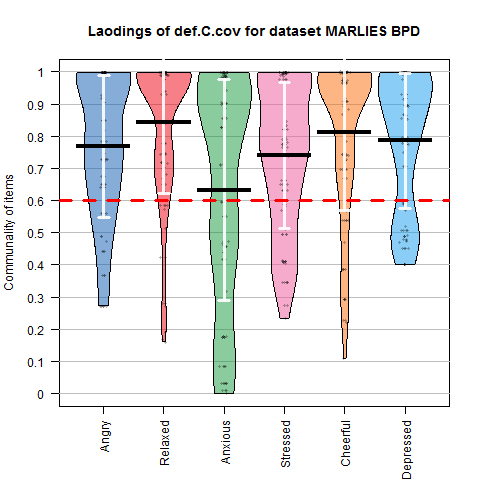 Laodings of def.C.cov for dataset MARLIES BPD
Communality of items
1
0.9
0.8
0.7
0.6
0.5
0.4
0.3
0.2
0.1
0
Angry
Relaxed
Anxious
Stressed
Cheerful
Depressed